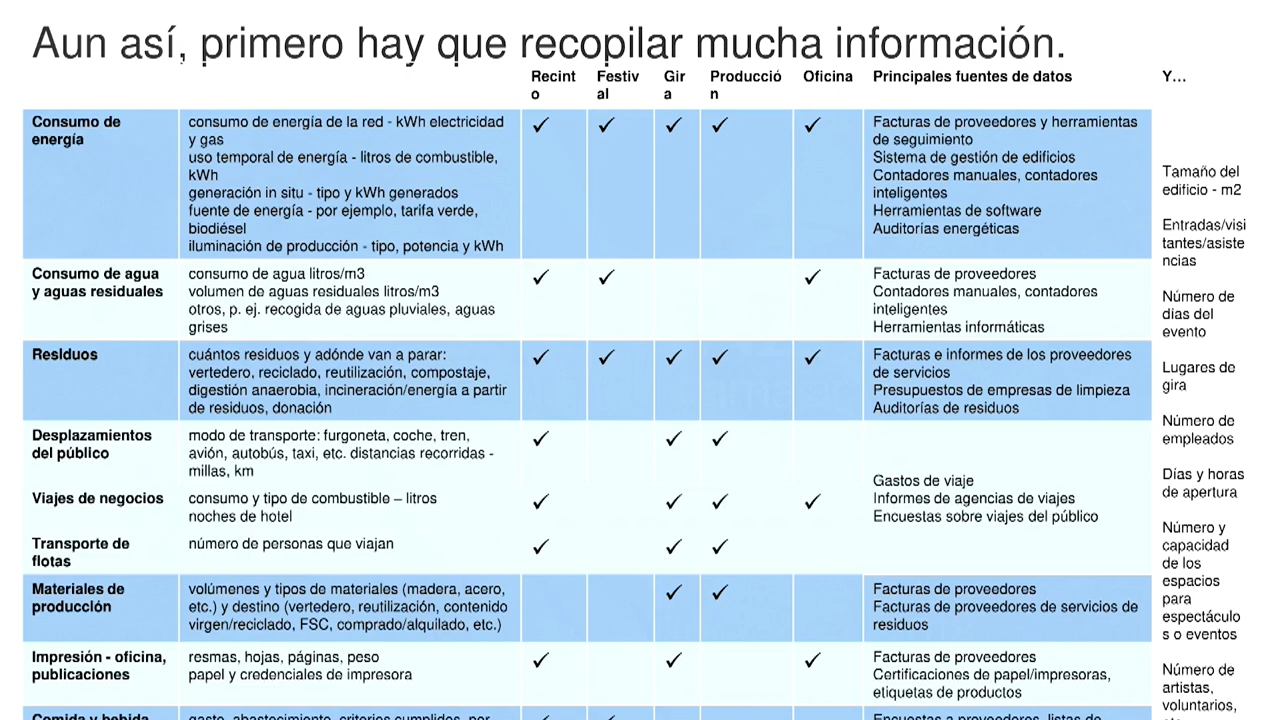 Aun así, primero hay que recopilar mucha información.
Recint
o
Festiv
al
Gir
a
Producció
n
Oficina
Principales fuentes de datos
Y…
Consumo de
energía
consumo de energía de la red - kWh electricidad
y gas
uso temporal de energía - litros de combustible,
kWh
generación in situ - tipo y kWh generados
fuente de energía - por ejemplo, tarifa verde,
biodiésel
iluminación de producción - tipo, potencia y kWh
✓ ✓ ✓ ✓ ✓
Facturas de proveedores y herramientas
de seguimiento
Sistema de gestión de edificios
Contadores manuales, contadores
inteligentes
Herramientas de software
Auditorías energéticas
Consumo de agua
y aguas residuales
consumo de agua litros/m3
volumen de aguas residuales litros/m3
otros, p. ej. recogida de aguas pluviales, aguas
grises
✓ ✓ ✓
Facturas de proveedores
Contadores manuales, contadores
inteligentes
Herramientas informáticas
Residuos
cuántos residuos y adónde van a parar:
vertedero, reciclado, reutilización, compostaje,
digestión anaerobia, incineración/energía a partir
de residuos, donación
✓ ✓ ✓ ✓ ✓
Facturas e informes de los proveedores
de servicios
Presupuestos de empresas de limpieza
Auditorías de residuos
Desplazamientos
del público
modo de transporte: furgoneta, coche, tren,
avión, autobús, taxi, etc. distancias recorridas -
millas, km
✓ ✓ ✓
Viajes de negocios
consumo y tipo de combustible – litros
noches de hotel
✓ ✓ ✓ ✓
Gastos de viaje
Informes de agencias de viajes
Encuestas sobre viajes del público
Transporte de
flotas
número de personas que viajan
✓ ✓ ✓
Materiales de
producción
volúmenes y tipos de materiales (madera, acero,
etc.) y destino (vertedero, reutilización, contenido
virgen/reciclado, FSC, comprado/alquilado, etc.)
✓ ✓
Facturas de proveedores
Facturas de proveedores de servicios de
residuos
Impresión - oficina,
publicaciones
resmas, hojas, páginas, peso
papel y credenciales de impresora
✓ ✓ ✓
Facturas de proveedores
Certificaciones de papel/impresoras,
etiquetas de productos
Comida y bebida
gasto, abastecimiento, criterios cumplidos, por
✓ ✓
Encuestas a proveedores, listas de
Tamaño del
edificio - m2
Entradas/visi
tantes/asiste
ncias
Número de
días del
evento
Lugares de
gira
Número de
empleados
Días y horas
de apertura
Número y
capacidad
de los
espacios
para
espectáculo
s o eventos
Número de
artistas,
voluntarios,